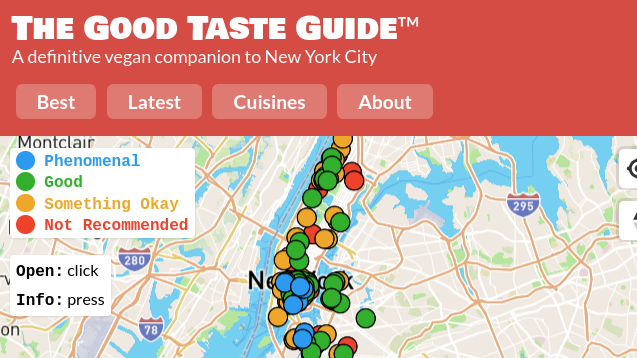 THE GOOD TASTE GUIDE™
A definitive vegan companion to New York City
Best Latest Cuisines About
Montclair
Phenomenal
Good
Something Okay
Not Recommended
295
280
Open: click
Info: press
78